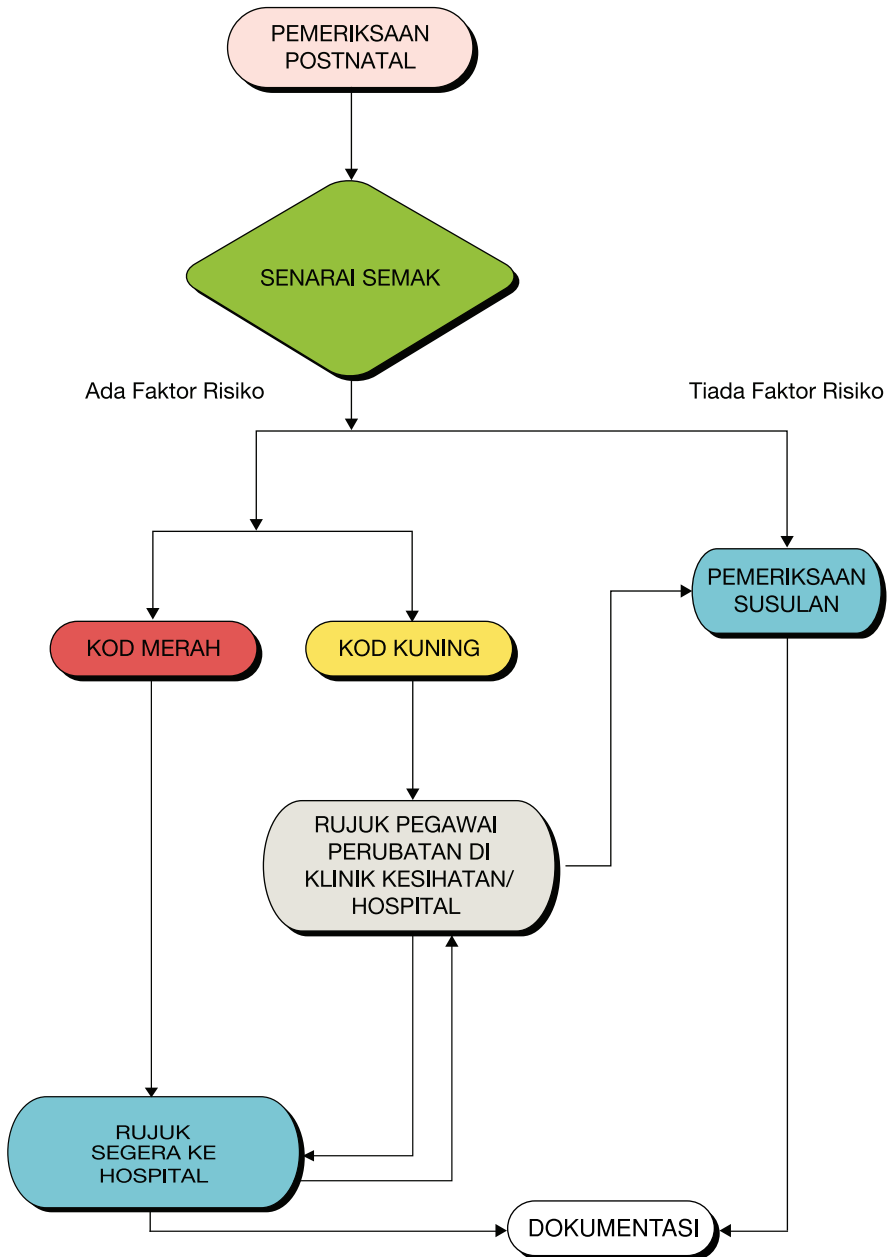 PEMERIKSAAN
POSTNATAL
SENARAI SEMAK
Ada Faktor Risiko
Tiada Faktor Risiko
PEMERIKSAAN
SUSULAN
KOD MERAH
KOD KUNING
RUJUK PEGAWAI
PERUBATAN DI
KLINIK KESIHATAN/
HOSPITAL
RUJUK
SEGERA KE
HOSPITAL
DOKUMENTASI